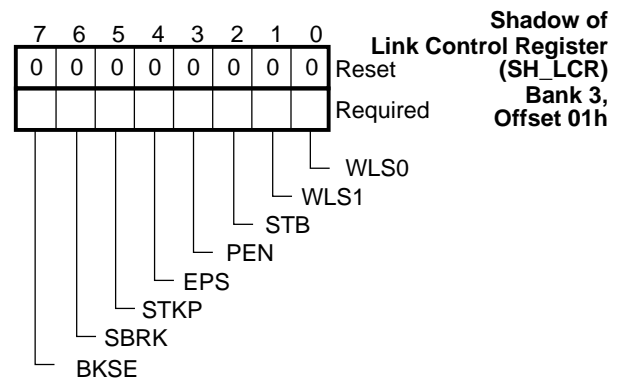 Shadow of
Link Control Register
(SH_LCR)
Bank 3,
Offset 01h
7 6 5 4 3 2 1 0
0 0 0 0 0 0 0 0 Reset
Required
WLS0
WLS1
STB
PEN
EPS
STKP
SBRK
BKSE